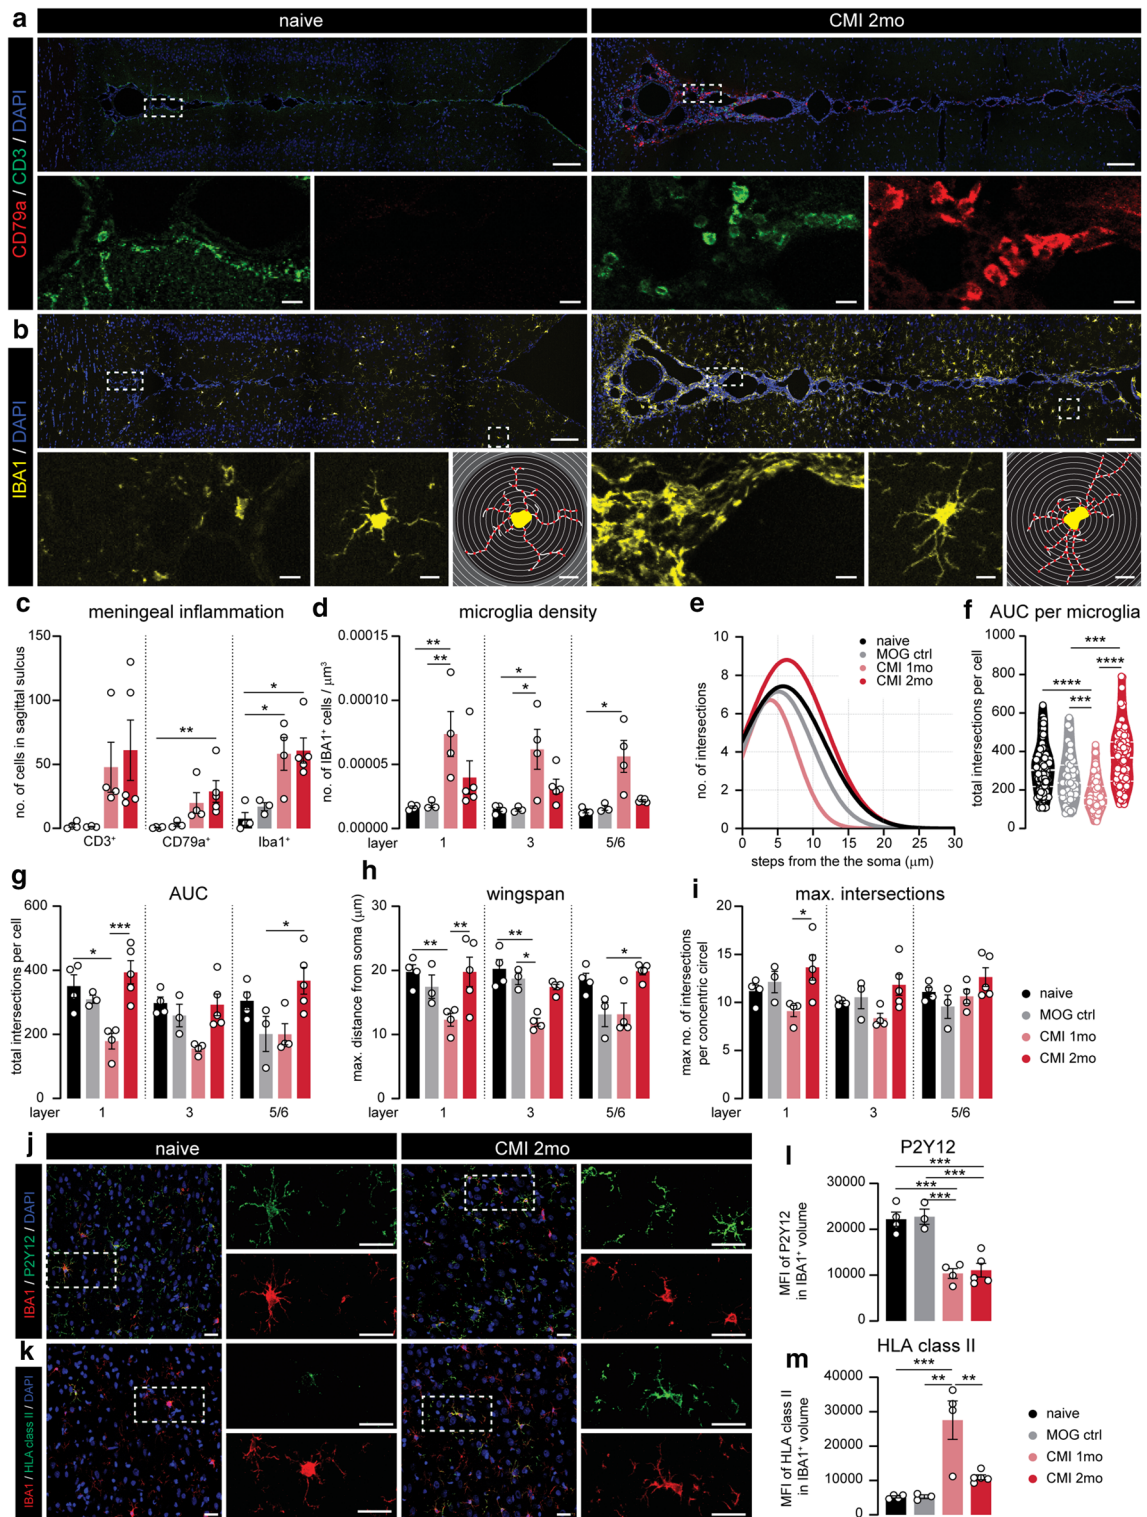 a
naive
CMI 2mo
CD79a / CD3 / DAPI
b
IBA1 / DAPI
c
meningeal inflammation
no. of cells in sagittal sulcus
150
100
50
0
**
*
*
CD3⁺
CD79a⁺
Iba1⁺
d
microglia density
no. of IBA1⁺ cells / μm³
0.00015
0.00010
0.00005
0.00000
**
**
*
*
*
layer
1
3
5/6
e
no. of intersections
10
8
6
4
2
0
naive
MOG ctrl
CMI 1mo
CMI 2mo
0
5
10
15
20
25
30
steps from the the soma (μm)
f
AUC per microglia
total intersections per cell
1000
800
600
400
200
0
***
****
****
***
g
AUC
total intersections per cell
600
400
200
0
*
***
*
layer
1
3
5/6
h
wingspan
max. distance from soma (μm)
30
20
10
0
**
**
**
*
*
layer
1
3
5/6
i
max. intersections
max no. of intersections
per concentric circel
20
15
10
5
0
*
layer
1
3
5/6
naive
MOG ctrl
CMI 1mo
CMI 2mo
j
naive
CMI 2mo
IBA1 / P2Y12 / DAPI
k
IBA1 / HLA class II / DAPI
l
P2Y12
MFI of P2Y12
in IBA1⁺ volume
30000
20000
10000
0
***
***
***
***
m
HLA class II
MFI of HLA class II
in IBA1⁺ volume
40000
30000
20000
10000
0
***
**
**
naive
MOG ctrl
CMI 1mo
CMI 2mo